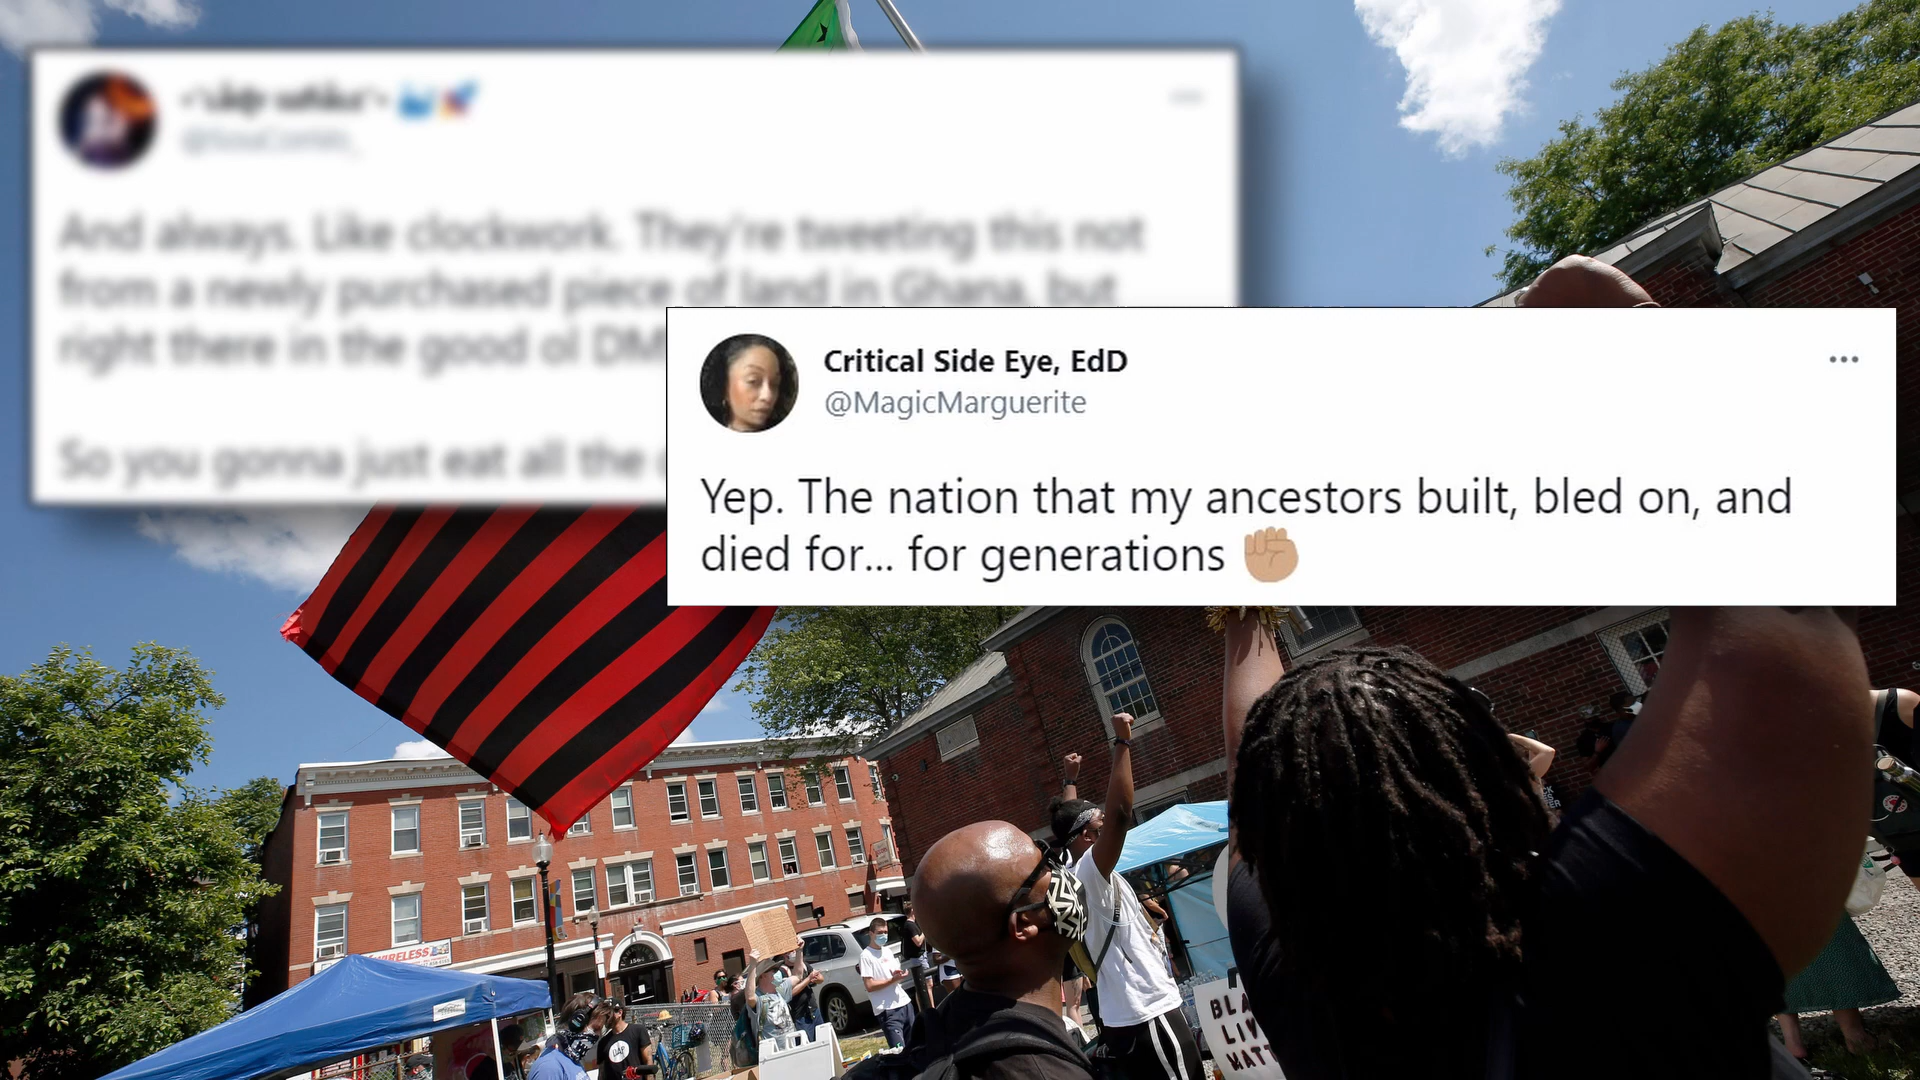 And always. Like clockwork. They're tweeting this not
from a newly purchased piece of land in Ghana, but
right there in the good ol
So you gonna just eat all the
Critical Side Eye, EdD
@MagicMarguerite
Yep. The nation that my ancestors built, bled on, and
died for... for generations ✊🏼
WIRELESS
BLA
LIV
MATT